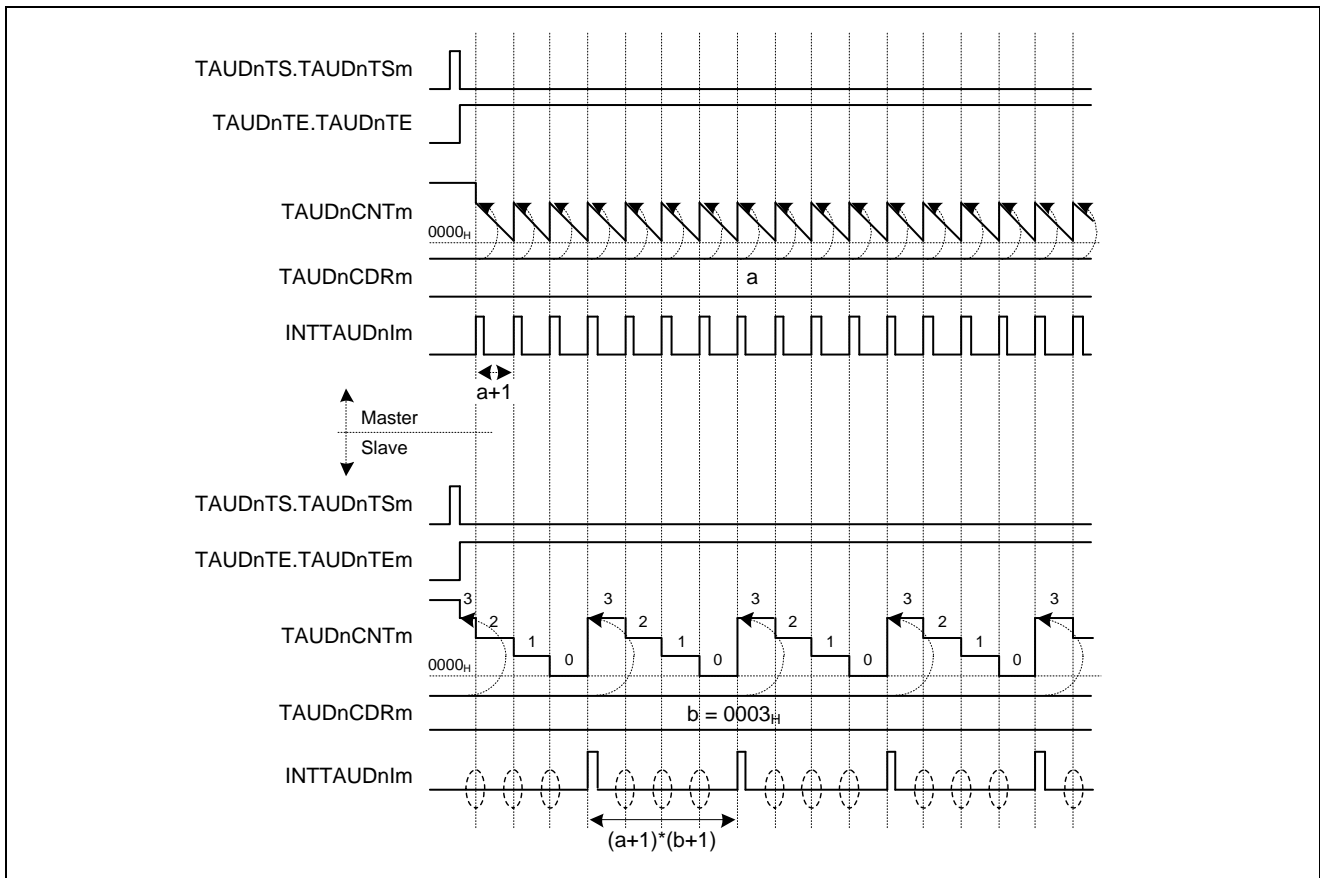 TAUDnTS.TAUDnTSm
TAUDnTE.TAUDnTE
TAUDnCNTm
0000H
TAUDnCDRm
a
INTTAUDnIm
a+1
Master
Slave
TAUDnTS.TAUDnTSm
TAUDnTE.TAUDnTEm
3 3 3 3 3
2 2 2 2
TAUDnCNTm
1 1 1 1
0 0 0 0
0000H
TAUDnCDRm
b = 0003H
INTTAUDnIm
(a+1)*(b+1)